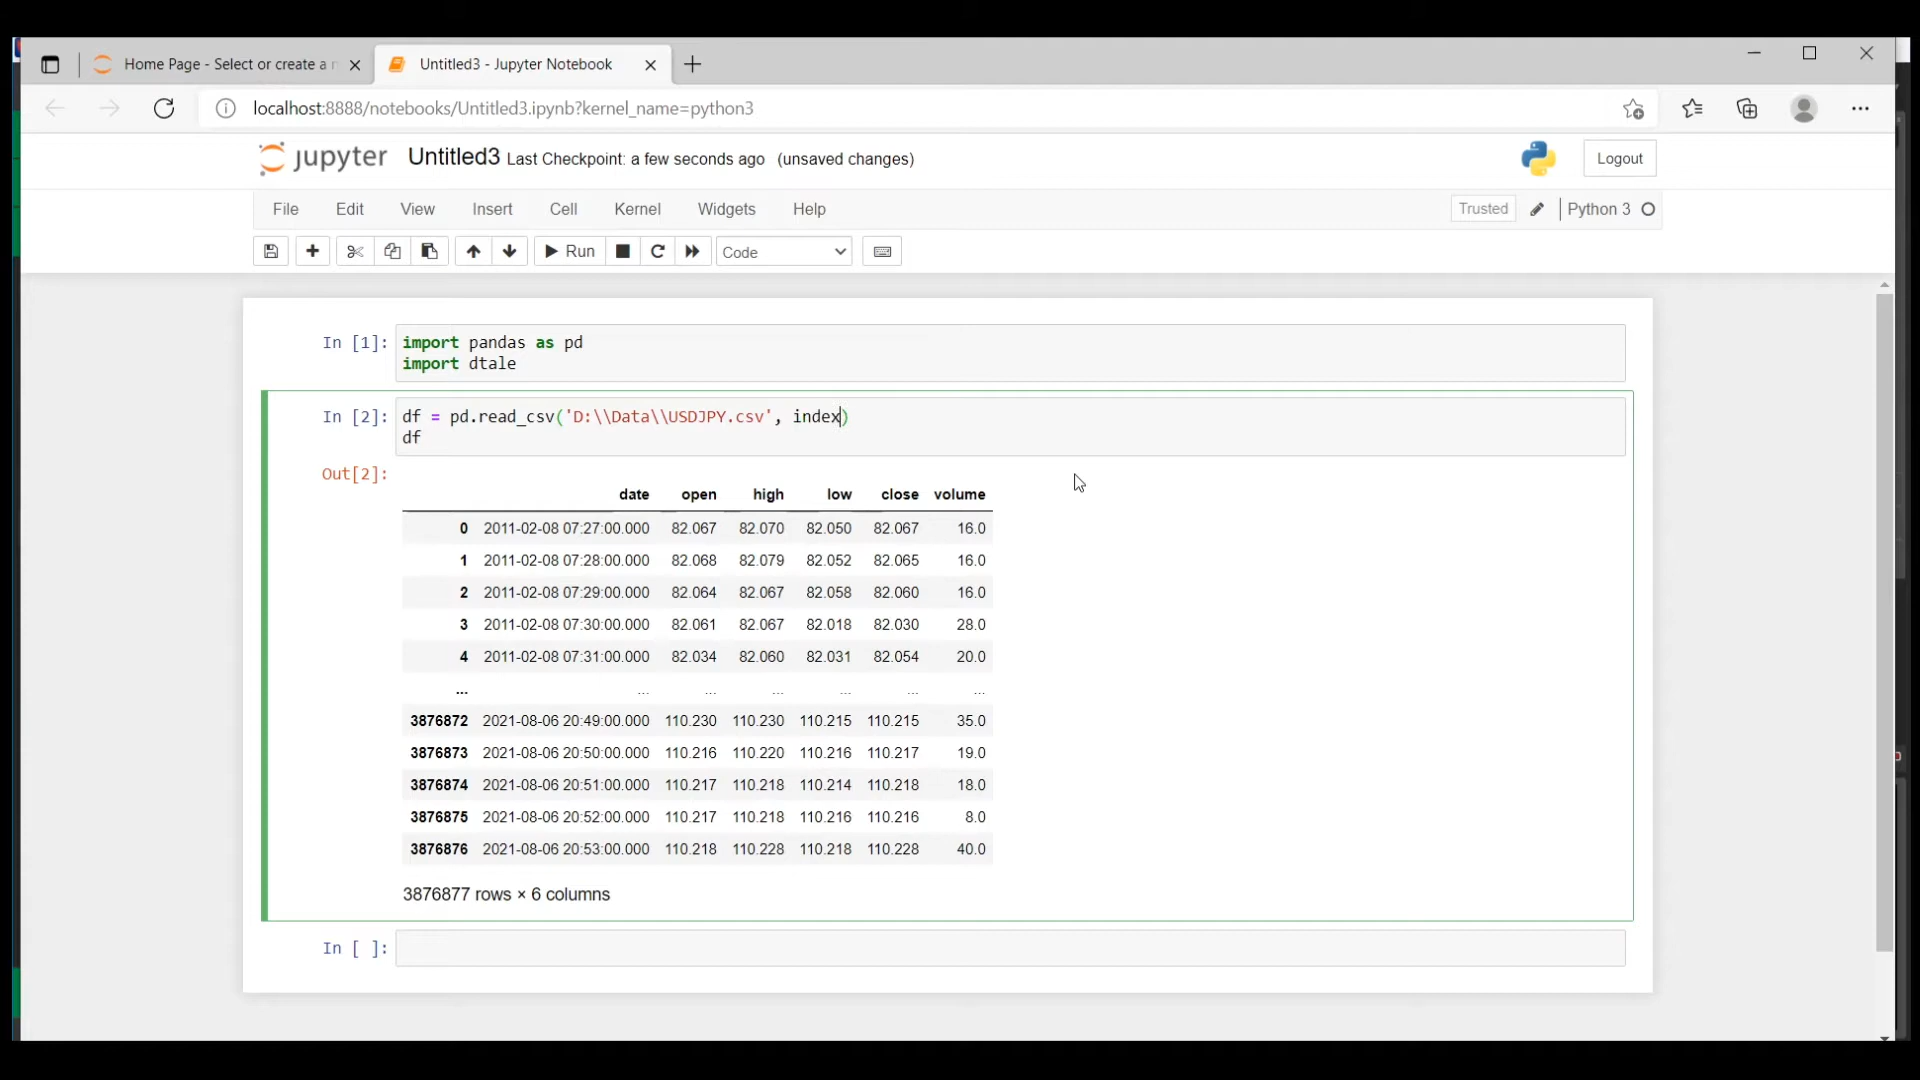 Home Page - Select or create a n
Untitled3 - Jupyter Notebook
localhost:8888/notebooks/Untitled3.ipynb?kernel_name=python3
jupyter Untitled3 Last Checkpoint: a few seconds ago (unsaved changes)
Logout
File Edit View Insert Cell Kernel Widgets Help
Trusted
Python 3
Run
Code
In [1]: import pandas as pd
import dtale
In [2]: df = pd.read_csv('D:\\Data\\USDJPY.csv', index)
df
Out[2]:
date open high low close volume
0 2011-02-08 07:27:00.000 82.067 82.070 82.050 82.067 16.0
1 2011-02-08 07:28:00.000 82.068 82.079 82.052 82.065 16.0
2 2011-02-08 07:29:00.000 82.064 82.067 82.058 82.060 16.0
3 2011-02-08 07:30:00.000 82.061 82.067 82.018 82.030 28.0
4 2011-02-08 07:31:00.000 82.034 82.060 82.031 82.054 20.0
... ... ... ... ... ... ...
3876872 2021-08-06 20:49:00.000 110.230 110.230 110.215 110.215 35.0
3876873 2021-08-06 20:50:00.000 110.216 110.220 110.216 110.217 19.0
3876874 2021-08-06 20:51:00.000 110.217 110.218 110.214 110.218 18.0
3876875 2021-08-06 20:52:00.000 110.217 110.218 110.216 110.216 8.0
3876876 2021-08-06 20:53:00.000 110.218 110.228 110.218 110.228 40.0
3876877 rows × 6 columns
In [ ]: